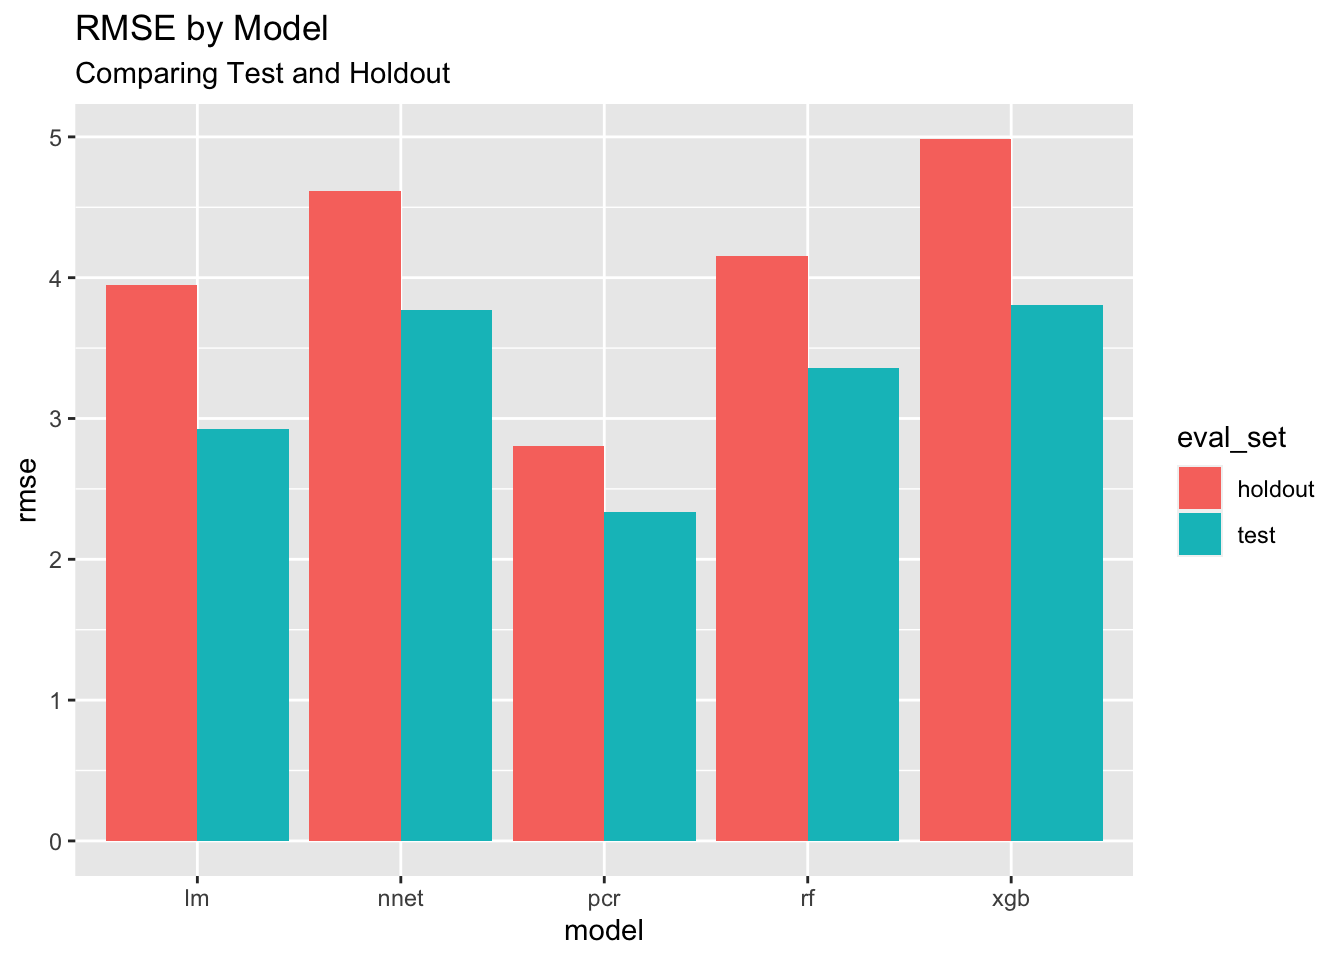 RMSE by Model
Comparing Test and Holdout
5
4
3
2
1
0
rmse
lm
nnet
pcr
rf
xgb
model
eval_set
holdout
test